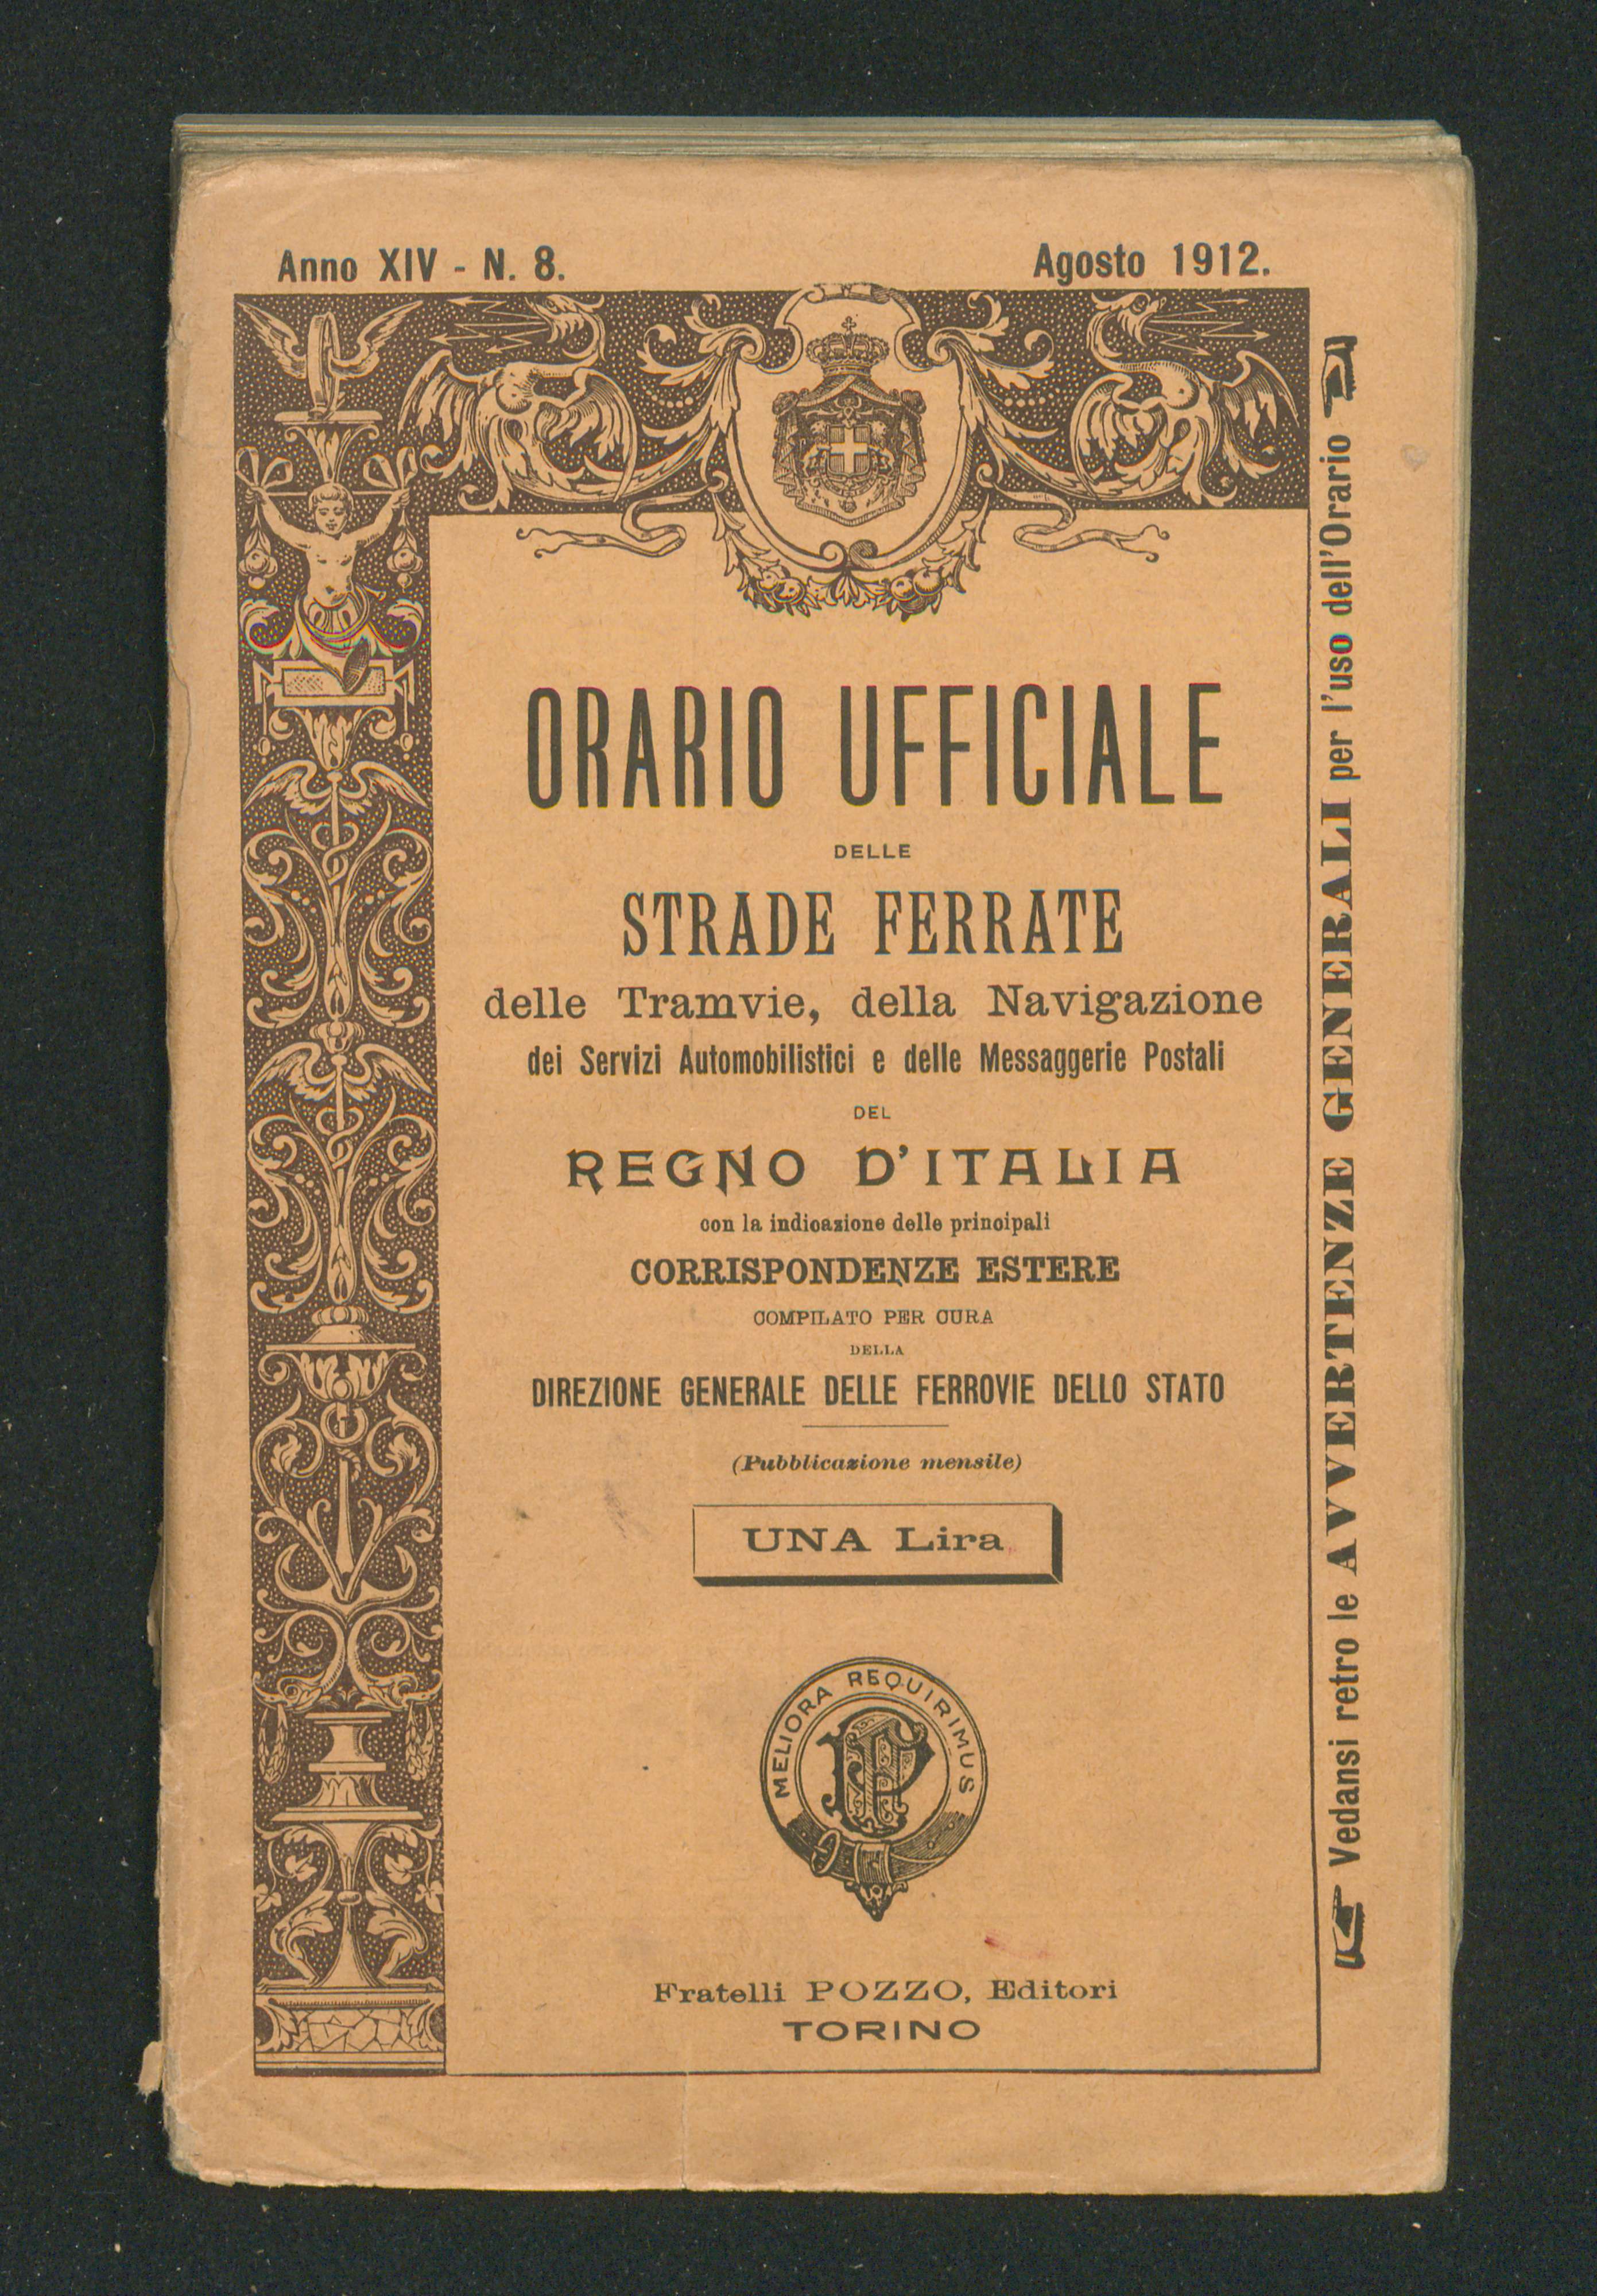 Anno XIV - N. 8.
Agosto 1912.
ORARIO UFFICIALE
DELLE
STRADE FERRATE
delle Tramvie, della Navigazione
dei Servizi Automobilistici e delle Messaggerie Postali
DEL
REGNO D'ITALIA
con la indicazione delle principali
CORRISPONDENZE ESTERE
COMPILATO PER CURA
DELLA
DIREZIONE GENERALE DELLE FERROVIE DELLO STATO
(Pubblicazione mensile)
UNA Lira
MELIORA REQUIRIMUS
FP
Fratelli POZZO, Editori
TORINO
Vedansi retro le AVVERTENZE GENERALI per l'uso dell'Orario